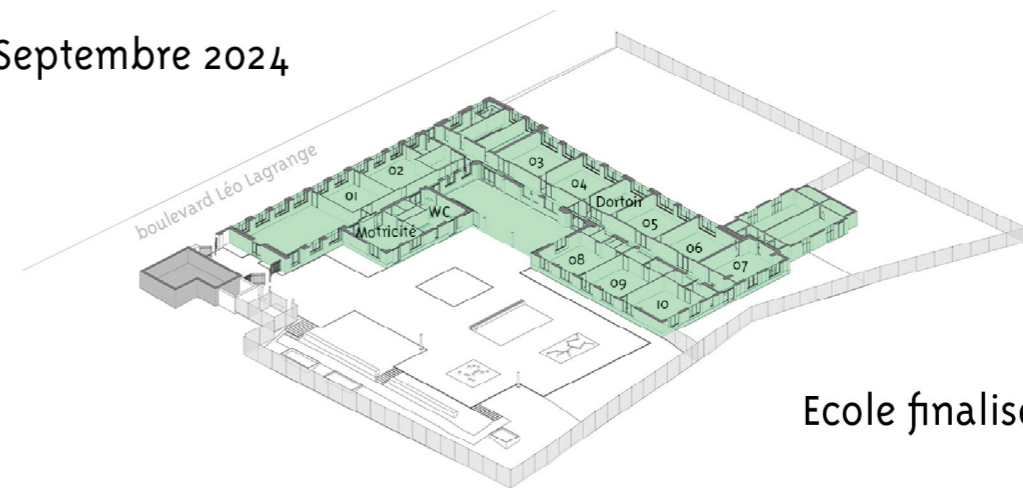 Septembre 2024
boulevard Léo Lagrange
01
02
03
04
Dortoir
05
06
07
08
09
10
Motricité
WC
Ecole finalisé